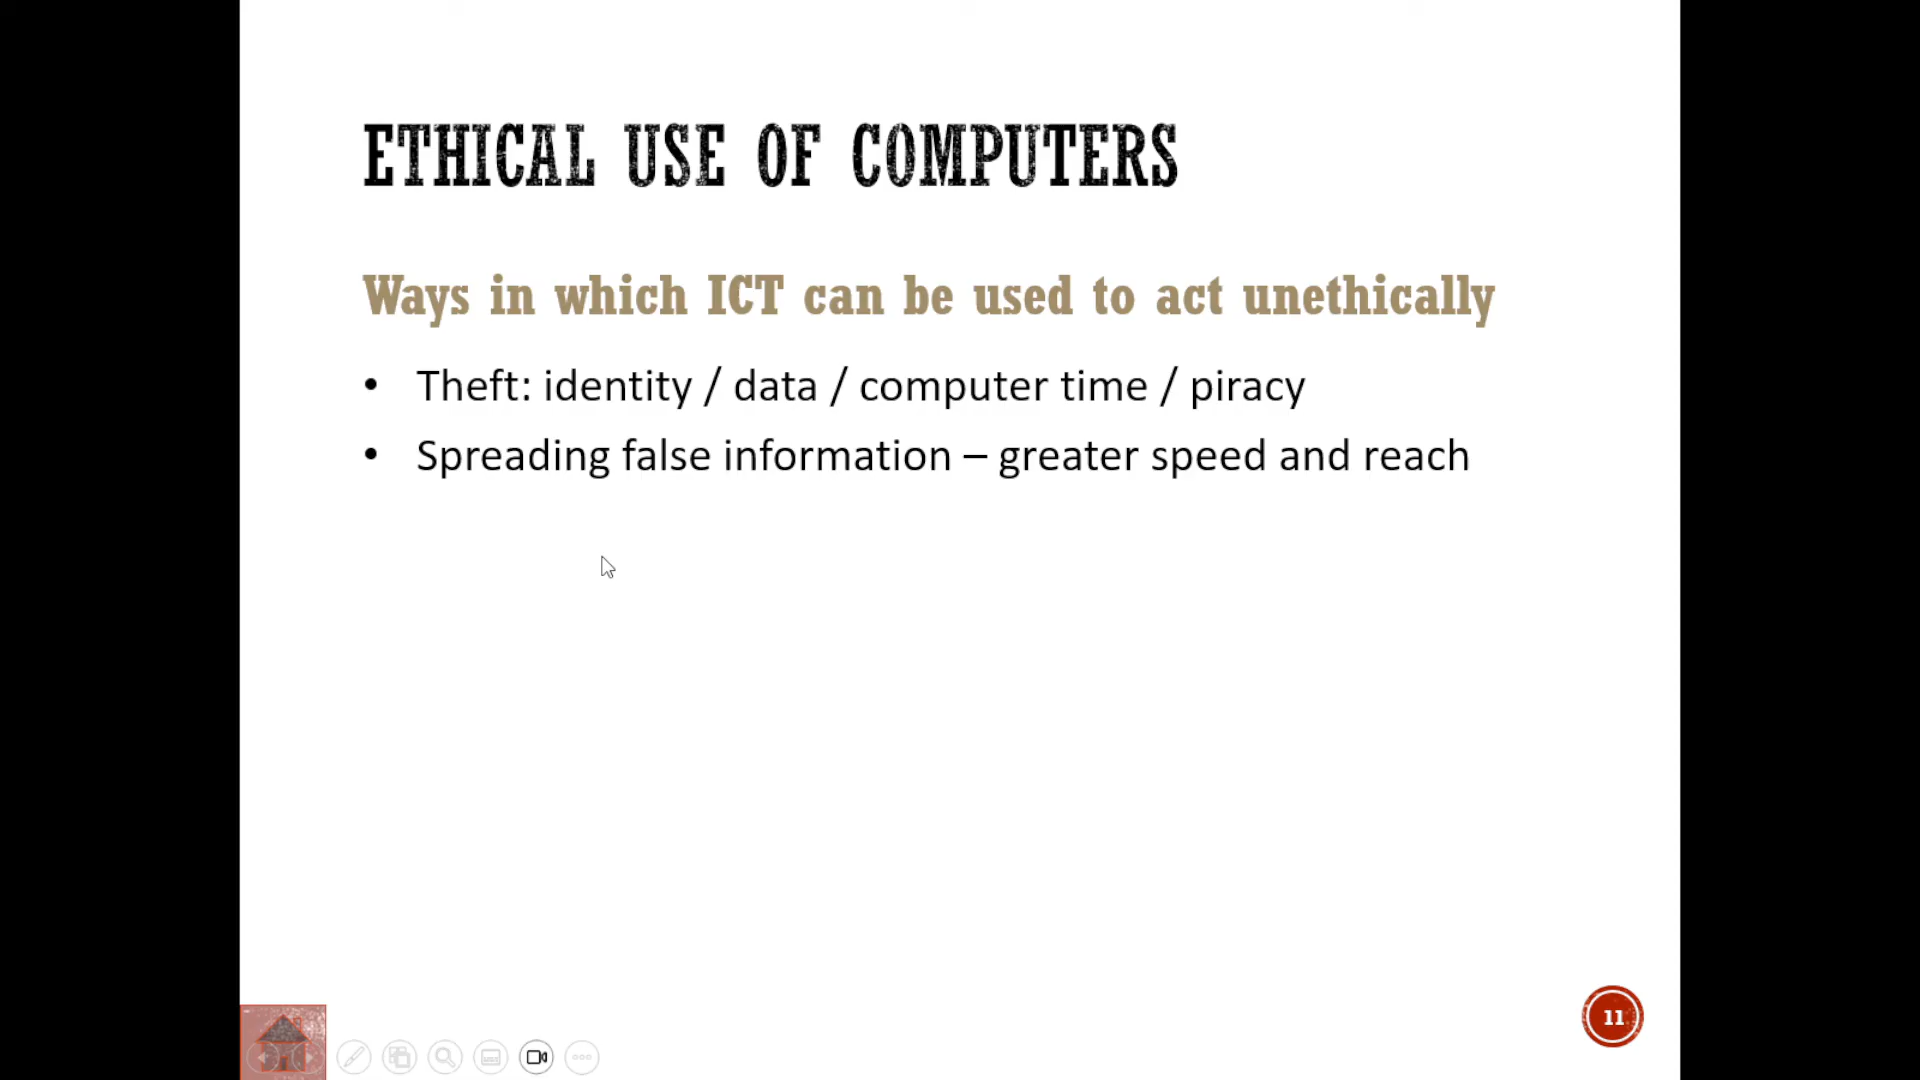 ETHICAL USE OF COMPUTERS
Ways in which ICT can be used to act unethically
• Theft: identity / data / computer time / piracy
• Spreading false information – greater speed and reach
11